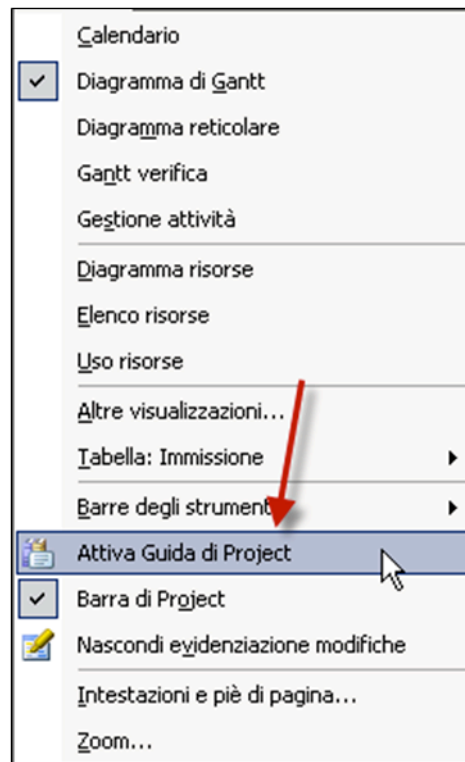 Calendario
Diagramma di Gantt
Diagramma reticolare
Gantt verifica
Gestione attività
Diagramma risorse
Elenco risorse
Uso risorse
Altre visualizzazioni...
Tabella: Immissione
Barre degli strumenti
Attiva Guida di Project
Barra di Project
Nascondi evidenziazione modifiche
Intestazioni e piè di pagina...
Zoom...